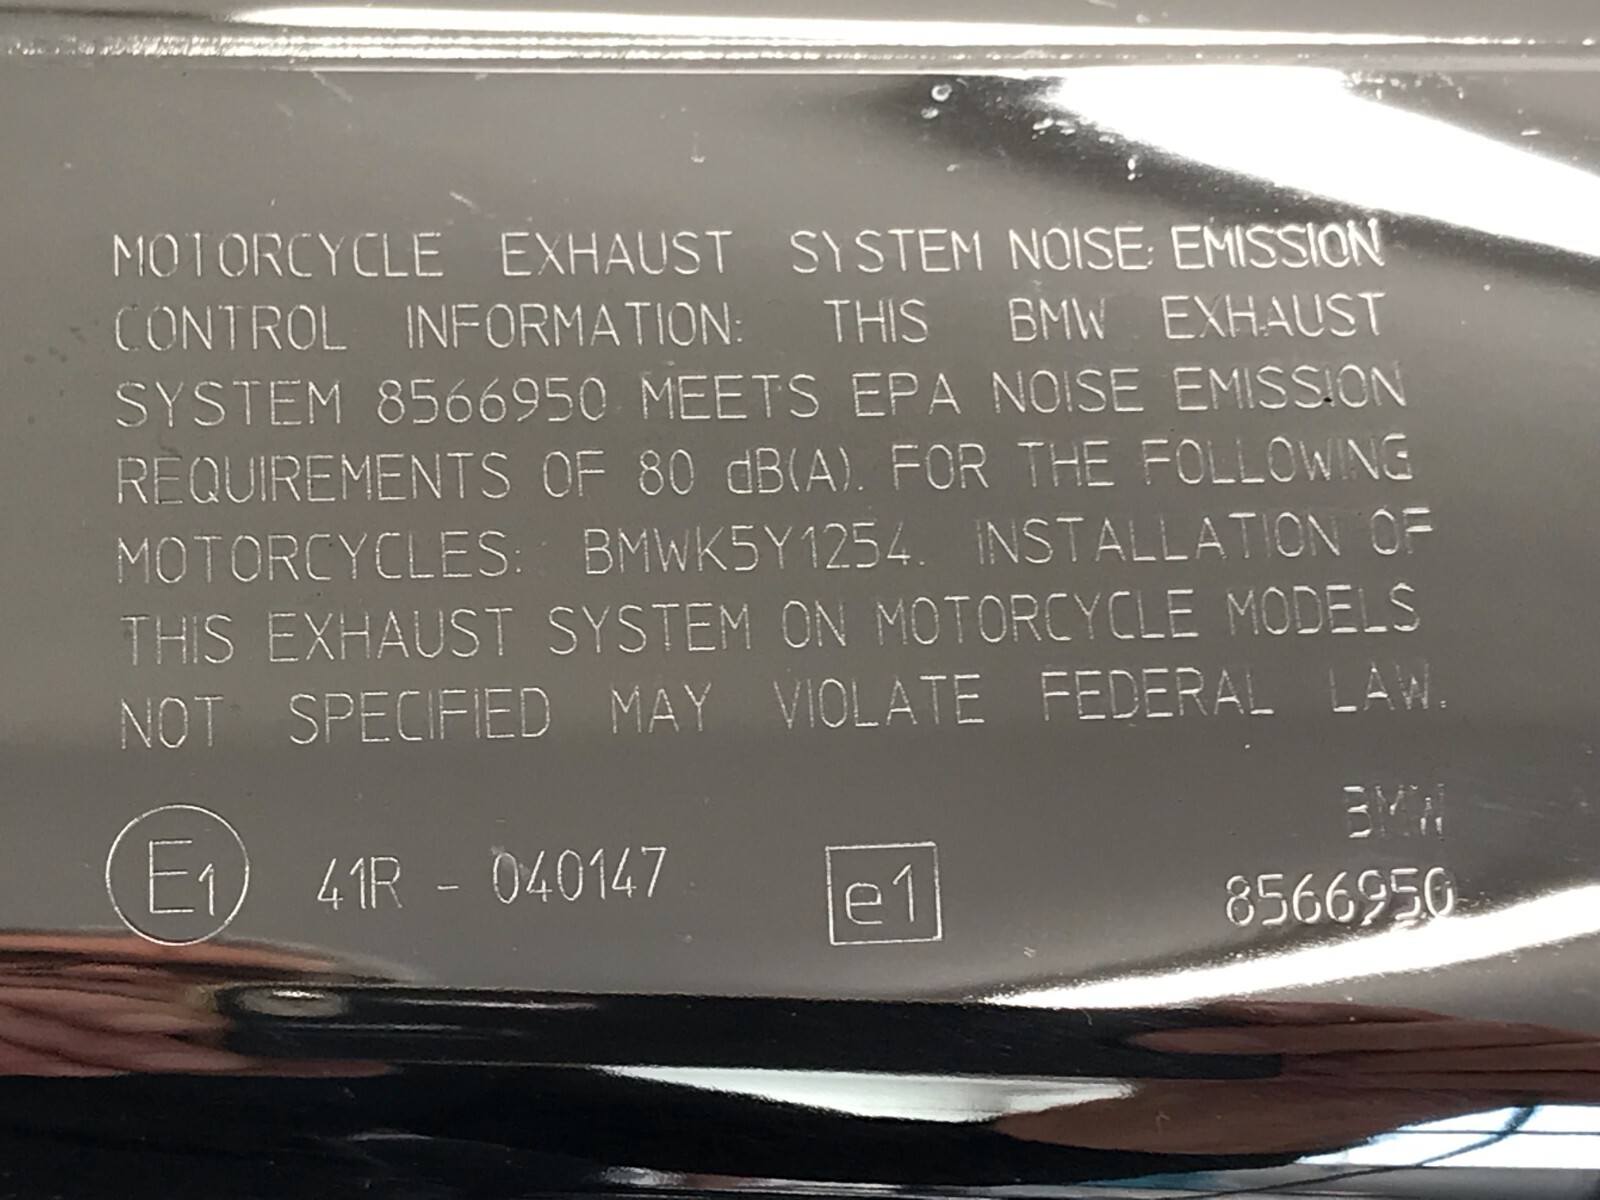 MOTORCYCLE EXHAUST SYSTEM NOISE EMISSION
CONTROL INFORMATION: THIS BMW EXHAUST
SYSTEM 8566950 MEETS EPA NOISE EMISSION
REQUIREMENTS OF 80 dB(A). FOR THE FOLLOWING
MOTORCYCLES: BMWK5Y1254. INSTALLATION OF
THIS EXHAUST SYSTEM ON MOTORCYCLE MODELS
NOT SPECIFIED MAY VIOLATE FEDERAL LAW.
BMW
E1 41R - 040147 e1 8566950